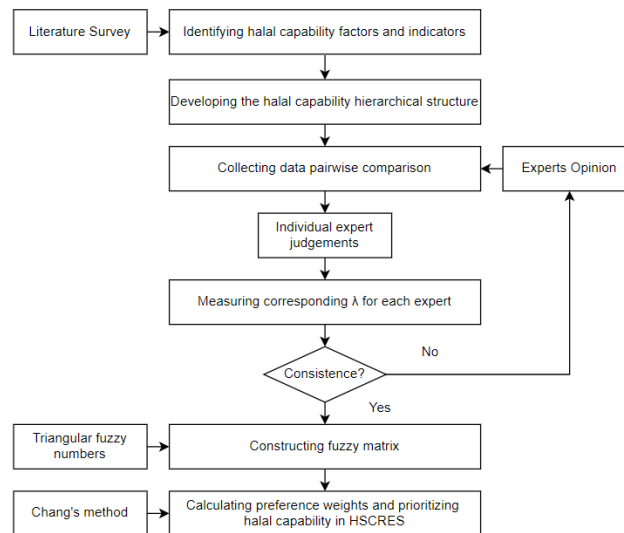 Literature Survey
Identifying halal capability factors and indicators
Developing the halal capability hierarchical structure
Collecting data pairwise comparison
Experts Opinion
Individual expert
judgements
Measuring corresponding λ for each expert
Consistence?
No
Yes
Triangular fuzzy
numbers
Constructing fuzzy matrix
Chang's method
Calculating preference weights and prioritizing
halal capability in HSCRES